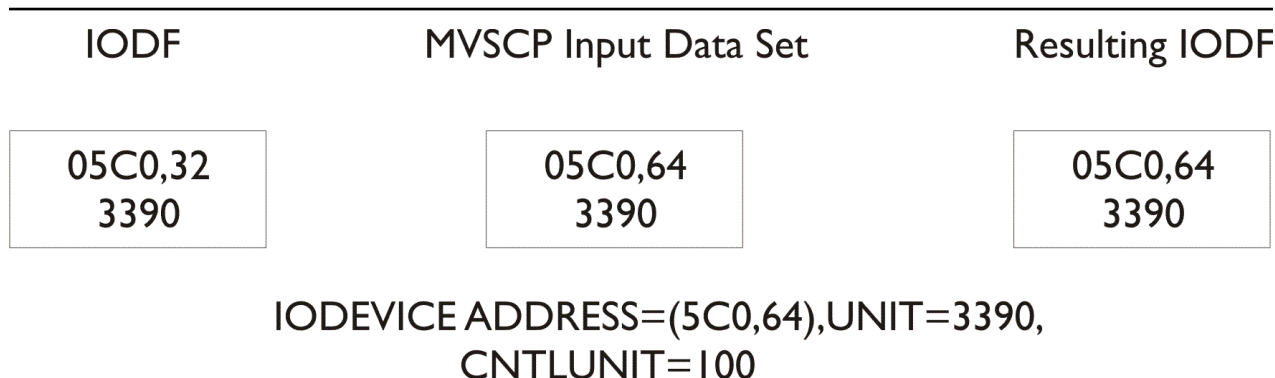 IODF MVSCP Input Data Set Resulting IODF
05C0,32 05C0,64 05C0,64
3390 3390 3390
IODEVICE ADDRESS=(5C0,64),UNIT=3390,
CNTLUNIT=100